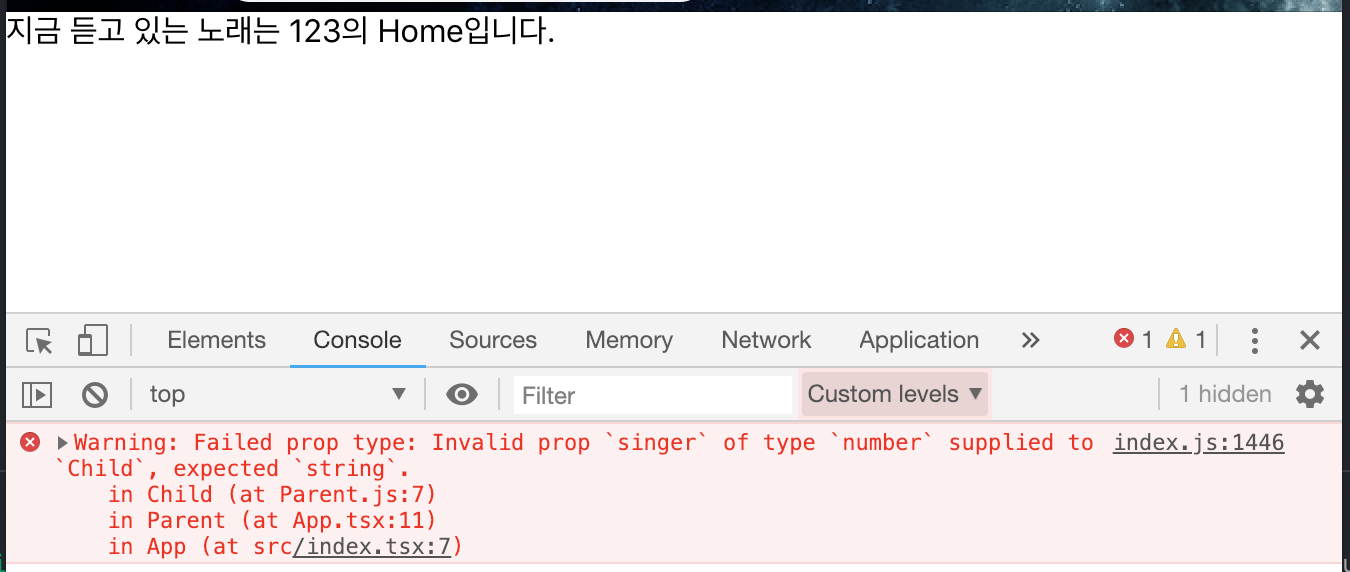 지금 듣고 있는 노래는 123의 Home입니다.
Elements Console Sources Memory Network Application » 1 1
top Filter Custom levels ▼ 1 hidden
Warning: Failed prop type: Invalid prop `singer` of type `number` supplied to index.js:1446
`Child`, expected `string`.
in Child (at Parent.js:7)
in Parent (at App.tsx:11)
in App (at src/index.tsx:7)